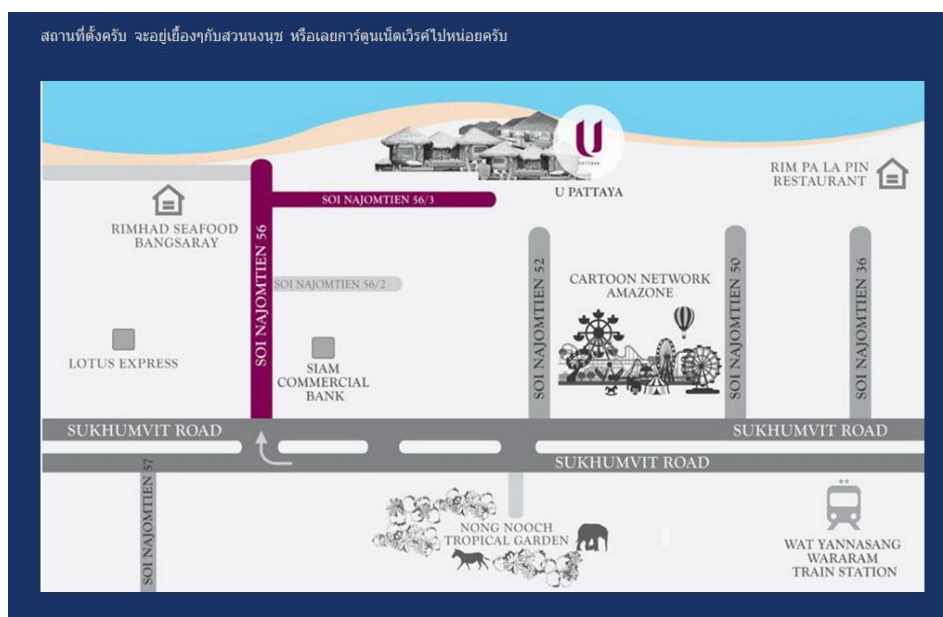 สถานที่ตั้งครับ จะอยู่เยื้องๆกับสวนนงนุช หรือเลยการ์ตูนเน็ตเวิรค์ไปหน่อยครับ
U
PATTAYA
U PATTAYA
RIM PA LA PIN
RESTAURANT
SOI NAJOMTIEN 56/3
RIMHAD SEAFOOD
BANGSARAY
SOI NAJOMTIEN 56
SOI NAJOMTIEN 56/2
SOI NAJOMTIEN 52
CARTOON NETWORK
AMAZONE
SOI NAJOMTIEN 50
SOI NAJOMTIEN 36
LOTUS EXPRESS
SIAM
COMMERCIAL
BANK
SUKHUMVIT ROAD
SUKHUMVIT ROAD
SUKHUMVIT ROAD
SOI NAJOMTIEN 57
NONG NOOCH
TROPICAL GARDEN
WAT YANNASANG
WARARAM
TRAIN STATION